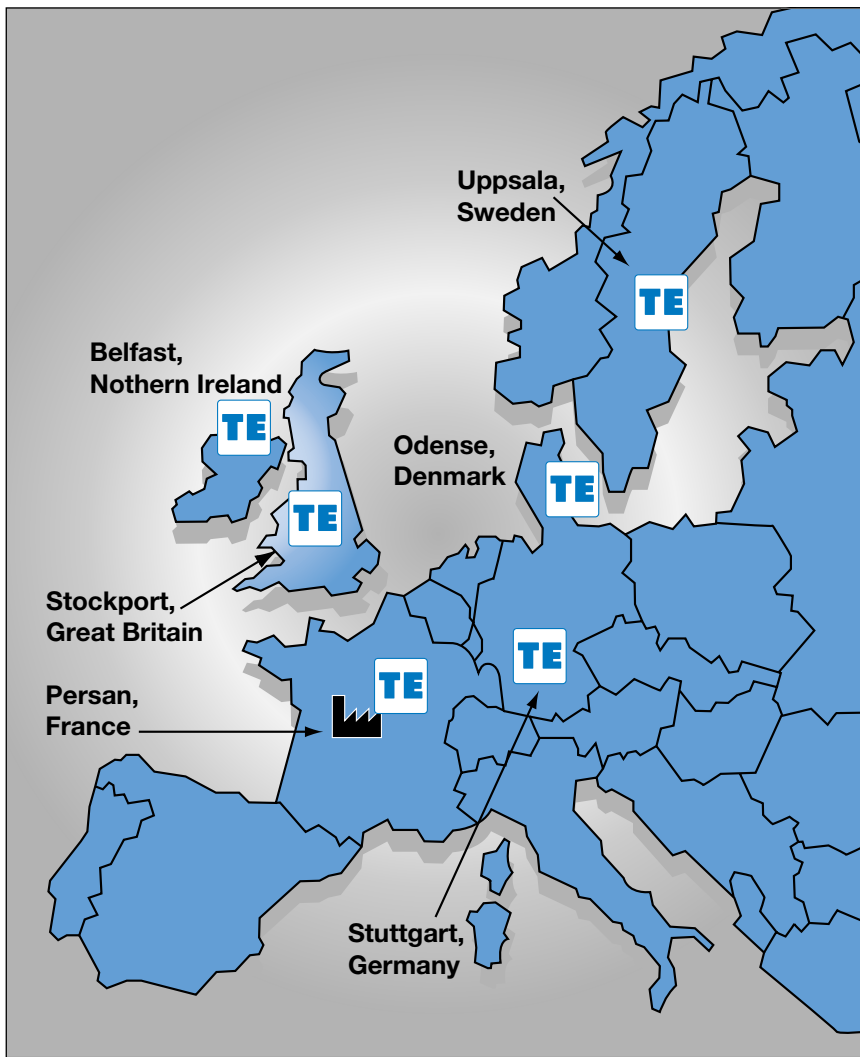 Uppsala,
Sweden
TE
Belfast,
Nothern Ireland
TE
Odense,
Denmark
TE
TE
Stockport,
Great Britain
TE
TE
Persan,
France
Stuttgart,
Germany